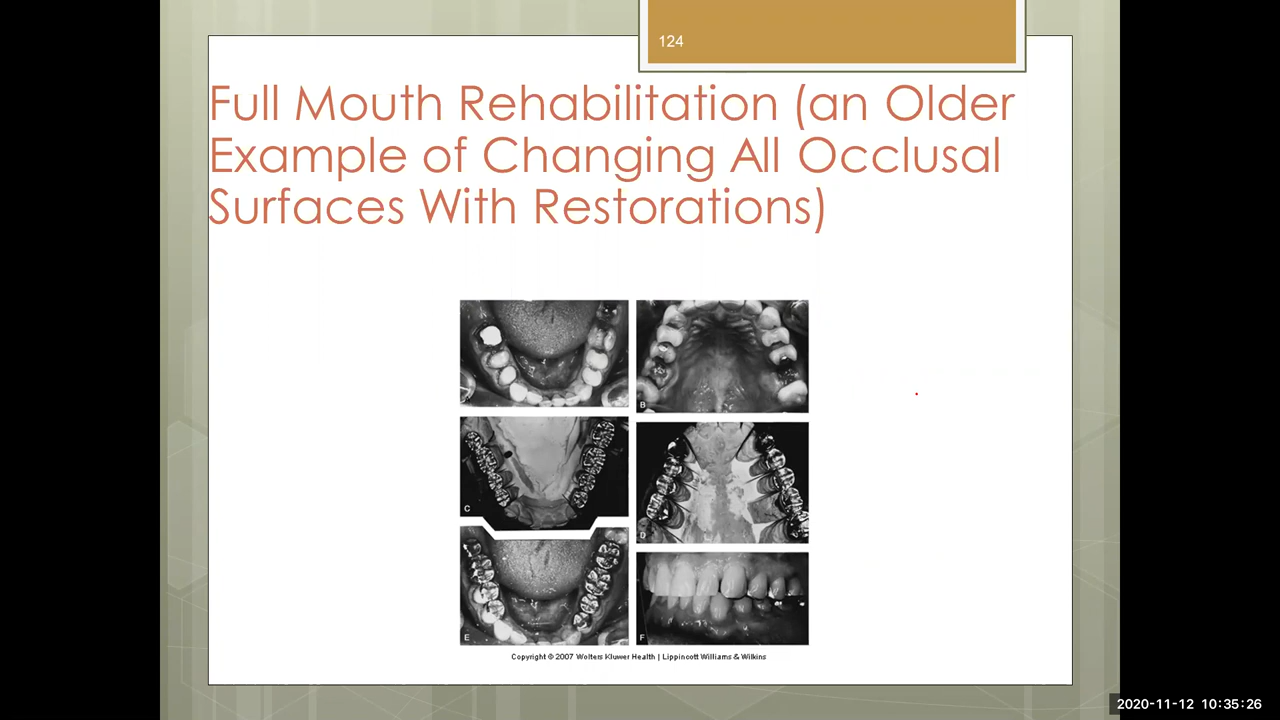 124
Full Mouth Rehabilitation (an Older
Example of Changing All Occlusal
Surfaces With Restorations)
B
C
D
E
F
Copyright © 2007 Wolters Kluwer Health | Lippincott Williams & Wilkins
2020-11-12 10:35:26